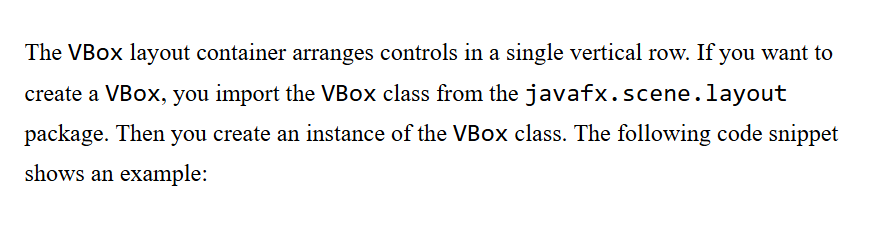 The VBox layout container arranges controls in a single vertical row. If you want to
create a VBox, you import the VBox class from the javafx.scene.layout
package. Then you create an instance of the VBox class. The following code snippet
shows an example: